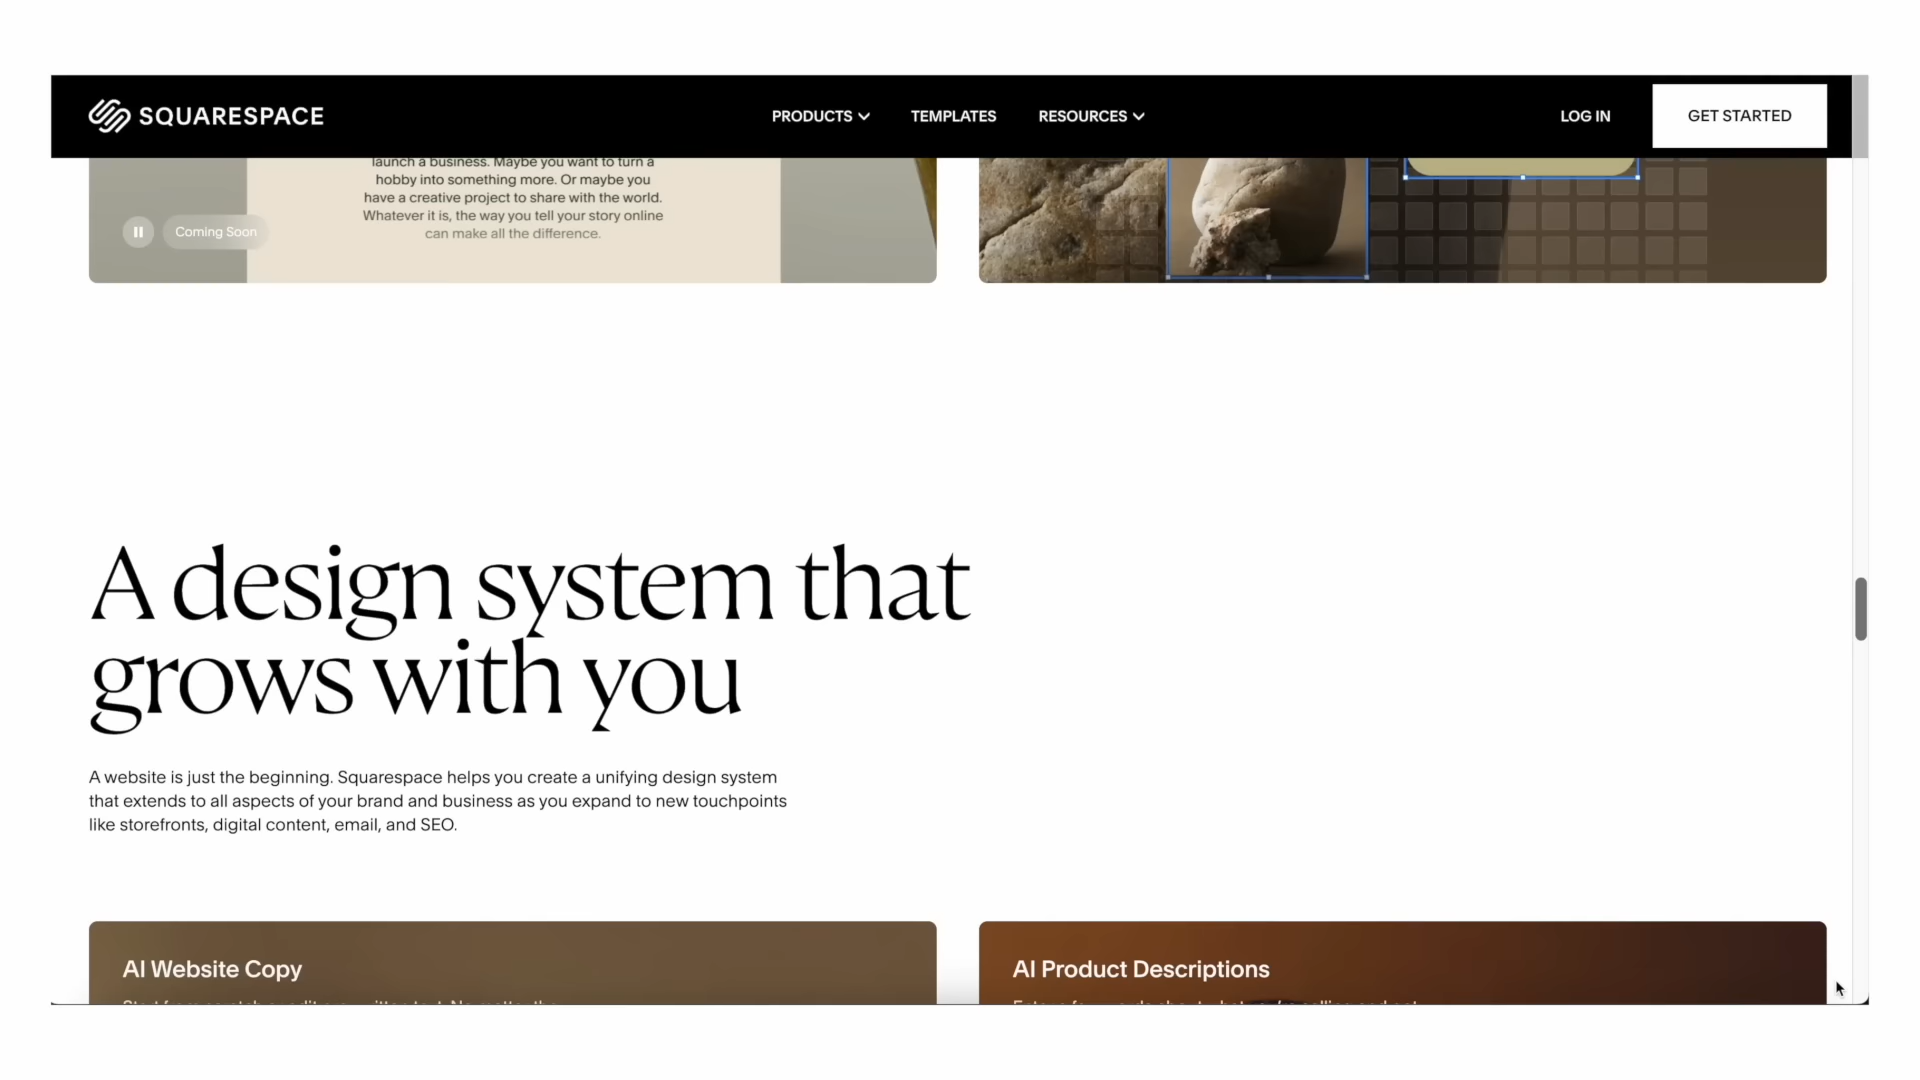 SQUARESPACE
PRODUCTS
TEMPLATES
RESOURCES
LOG IN
GET STARTED
launch a business. Maybe you want to turn a
hobby into something more. Or maybe you
have a creative project to share with the world.
Whatever it is, the way you tell your story online
can make all the difference.
Coming Soon
A design system that
grows with you
A website is just the beginning. Squarespace helps you create a unifying design system
that extends to all aspects of your brand and business as you expand to new touchpoints
like storefronts, digital content, email, and SEO.
AI Website Copy
AI Product Descriptions